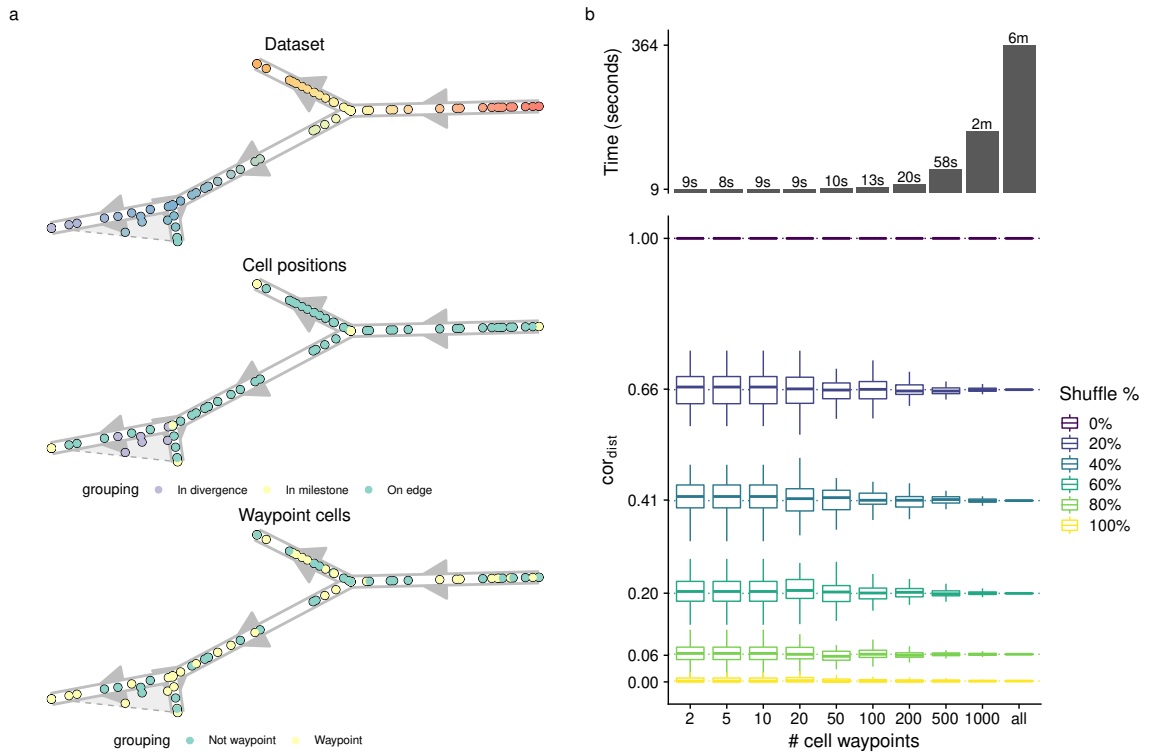 a
Dataset
Cell positions
grouping In divergence In milestone On edge
Waypoint cells
grouping Not waypoint Waypoint
b
Time (seconds)
364
9
9s 8s 9s 9s 10s 13s 20s 58s 2m 6m
cor dist
1.00
0.66
0.41
0.20
0.06
0.00
2 5 10 20 50 100 200 500 1000 all
# cell waypoints
Shuffle %
0%
20%
40%
60%
80%
100%